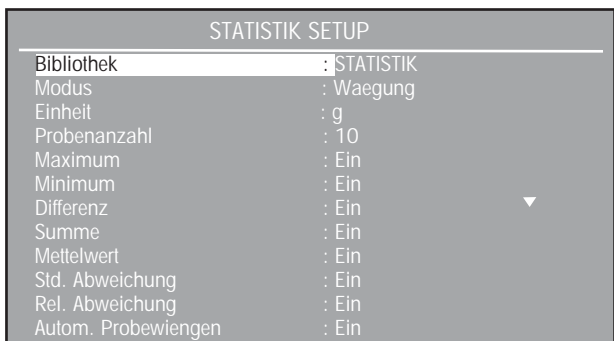 STATISTIK SETUP
Bibliothek : STATISTIK
Modus : Waegung
Einheit : g
Probenanzahl : 10
Maximum : Ein
Minimum : Ein
Differenz : Ein
Summe : Ein
Mettelwert : Ein
Std. Abweichung : Ein
Rel. Abweichung : Ein
Autom. Probewiengen : Ein